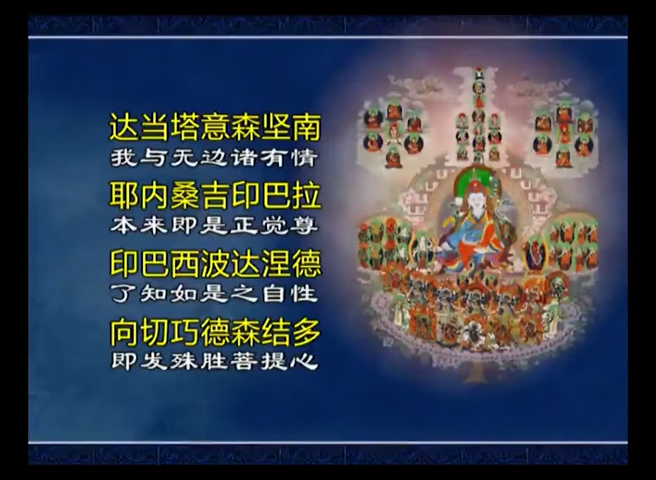 达当塔意森坚南
我与无边诸有情
耶内桑吉印巴拉
本来即是正觉尊
印巴西波达涅德
了知如是之自性
向切巧德森结多
即发殊胜菩提心